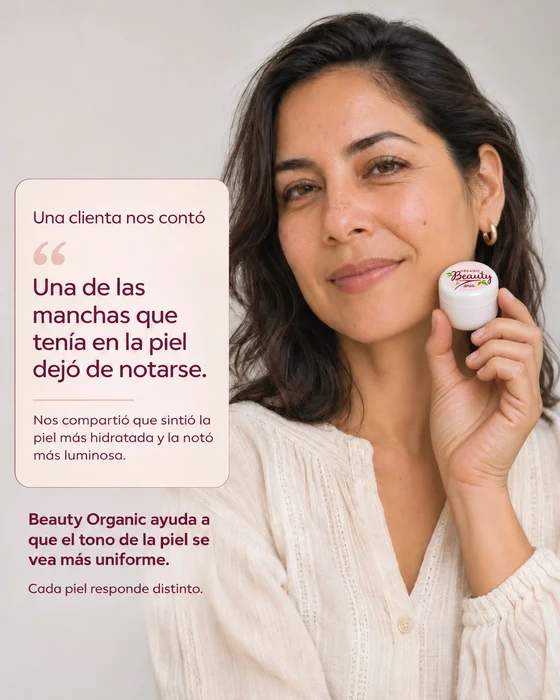 Una clienta nos contó
“
Una de las
manchas que
tenía en la piel
dejó de notarse.
Nos compartió que sintió la
piel más hidratada y la notó
más luminosa.
Beauty Organic ayuda a
que el tono de la piel se
vea más uniforme.
Cada piel responde distinto.
ORGANIC
Beauty